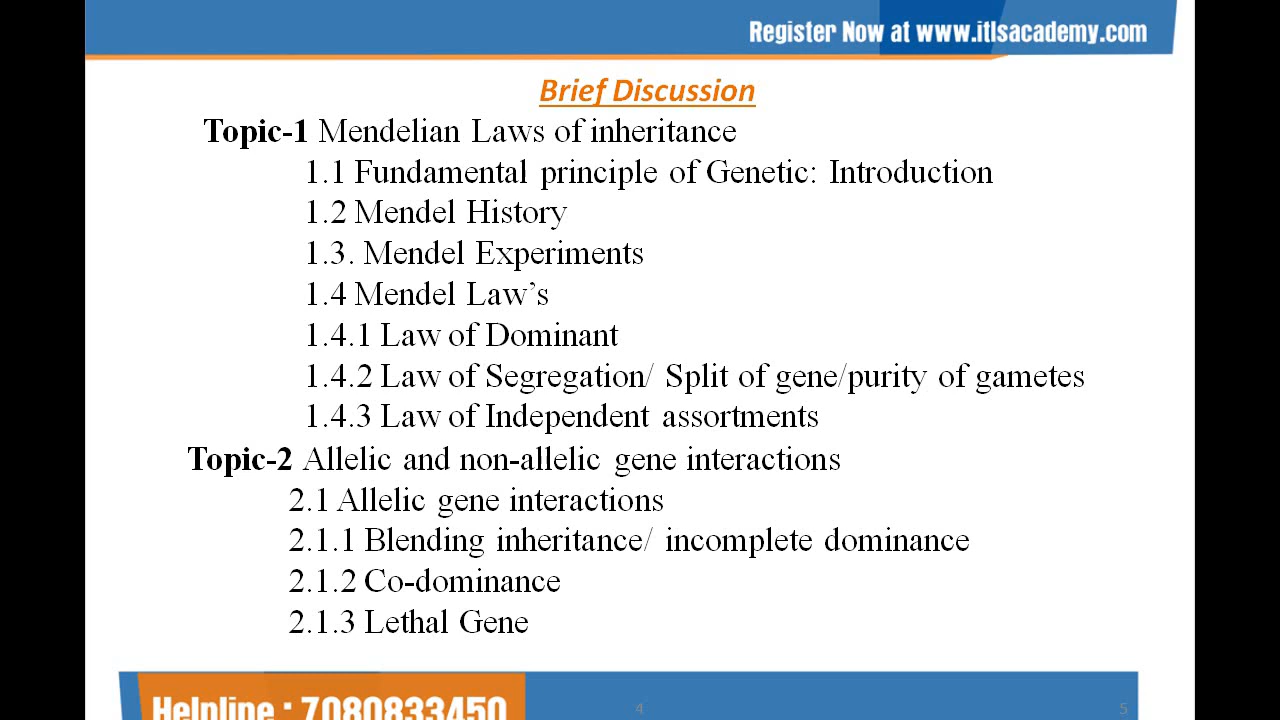 Register Now at www.itlsacademy.com
Brief Discussion
Topic-1 Mendelian Laws of inheritance
1.1 Fundamental principle of Genetic: Introduction
1.2 Mendel History
1.3. Mendel Experiments
1.4 Mendel Law’s
1.4.1 Law of Dominant
1.4.2 Law of Segregation/ Split of gene/purity of gametes
1.4.3 Law of Independent assortments
Topic-2 Allelic and non-allelic gene interactions
2.1 Allelic gene interactions
2.1.1 Blending inheritance/ incomplete dominance
2.1.2 Co-dominance
2.1.3 Lethal Gene
Helpline : 7080833450
4 5